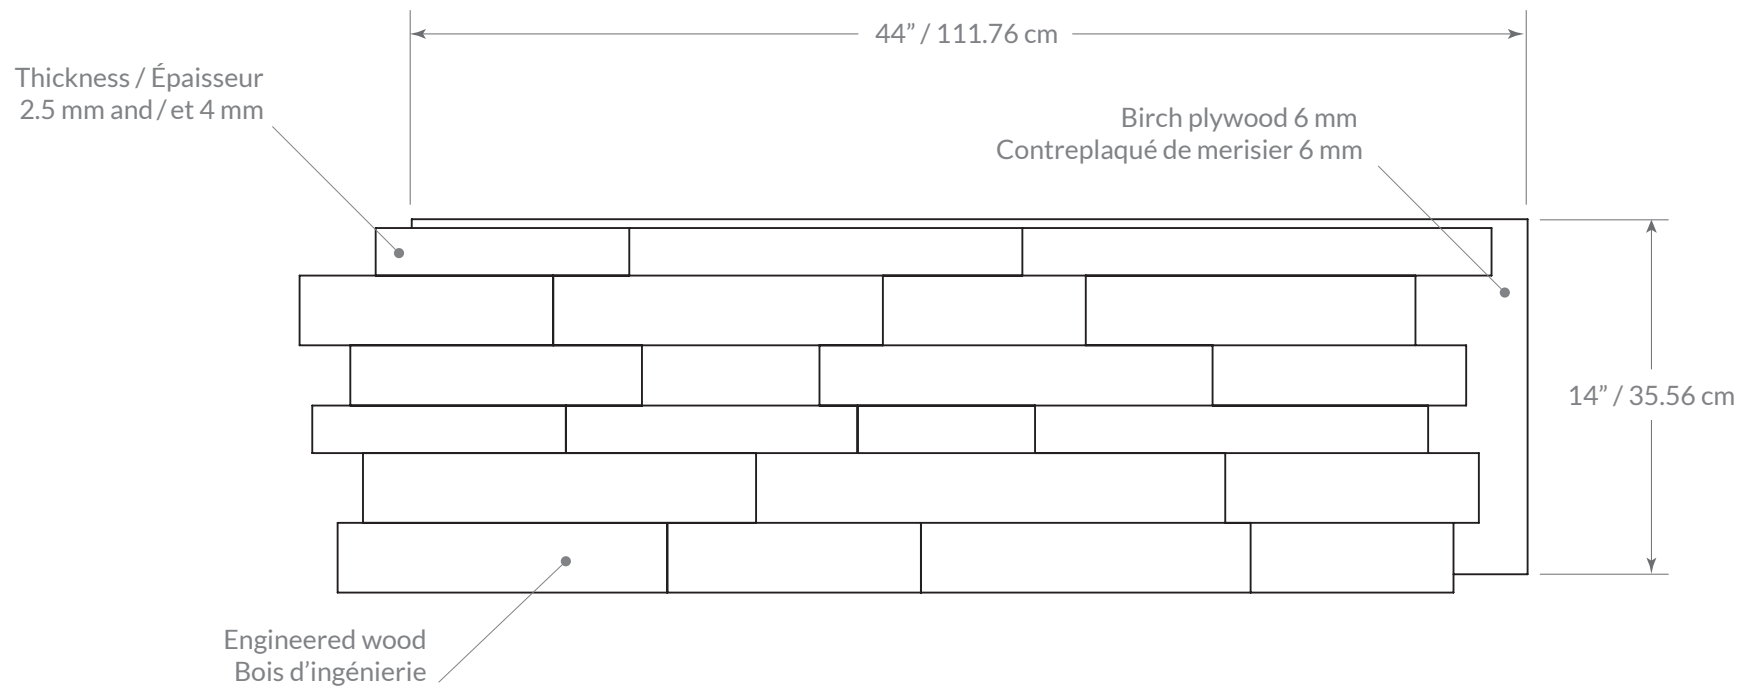 44” / 111.76 cm
Thickness / Épaisseur
2.5 mm and / et 4 mm
Birch plywood 6 mm
Contreplaqué de merisier 6 mm
14” / 35.56 cm
Engineered wood
Bois d’ingénierie